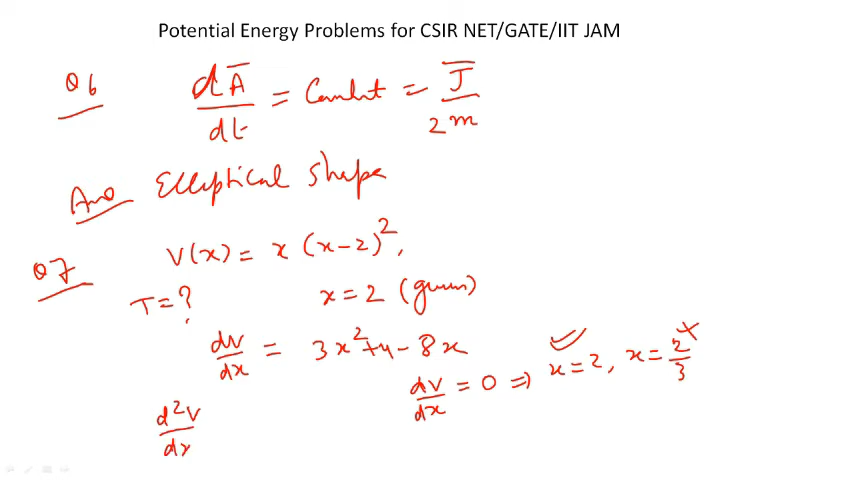 Potential Energy Problems for CSIR NET/GATE/IIT JAM
Q6 dA̅/dt = Conslnt = J̅/2m
Ans Elliptical Shape
Q7 V(x) = x (x-2)²,
T=? x=2 (given)
dV/dx = 3x²+4-8x
dV/dx = 0 ⇒ x=2, x=2/3
d²V/dx